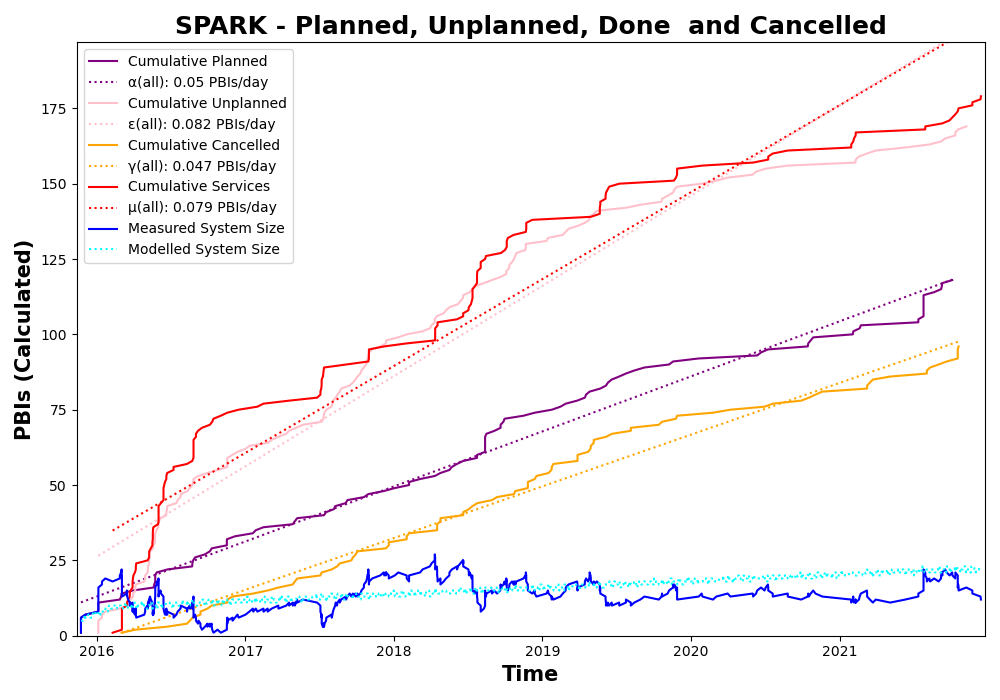 SPARK - Planned, Unplanned, Done  and Cancelled
Cumulative Planned
α(all): 0.05 PBIs/day
Cumulative Unplanned
ε(all): 0.082 PBIs/day
Cumulative Cancelled
γ(all): 0.047 PBIs/day
Cumulative Services
μ(all): 0.079 PBIs/day
Measured System Size
Modelled System Size
PBIs (Calculated)
175
150
125
100
75
50
25
0
2016 2017 2018 2019 2020 2021
Time